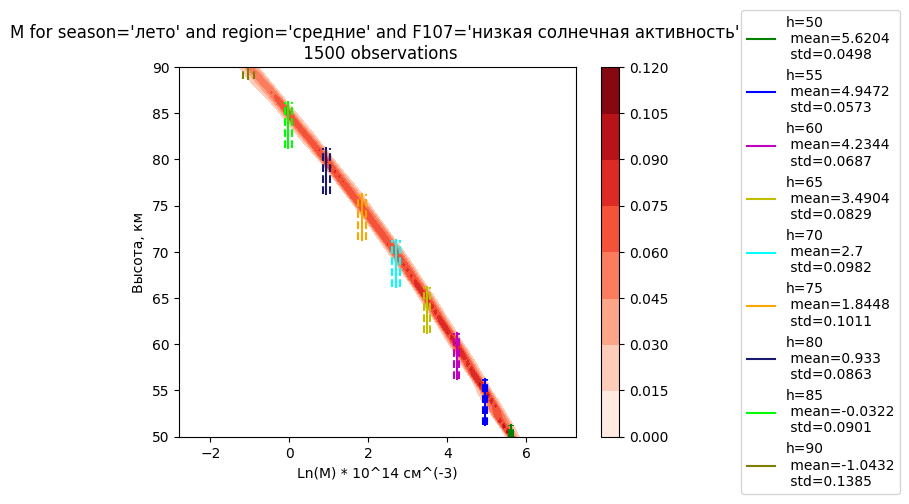 M for season='лето' and region='средние' and F107='низкая солнечная активность'
1500 observations
90
85
80
75
70
65
60
55
50
Высота, км
−2
0
2
4
6
Ln(M) * 10^14 см^(-3)
0.120
0.105
0.090
0.075
0.060
0.045
0.030
0.015
0.000
h=50
mean=5.6204
std=0.0498
h=55
mean=4.9472
std=0.0573
h=60
mean=4.2344
std=0.0687
h=65
mean=3.4904
std=0.0829
h=70
mean=2.7
std=0.0982
h=75
mean=1.8448
std=0.1011
h=80
mean=0.933
std=0.0863
h=85
mean=-0.0322
std=0.0901
h=90
mean=-1.0432
std=0.1385